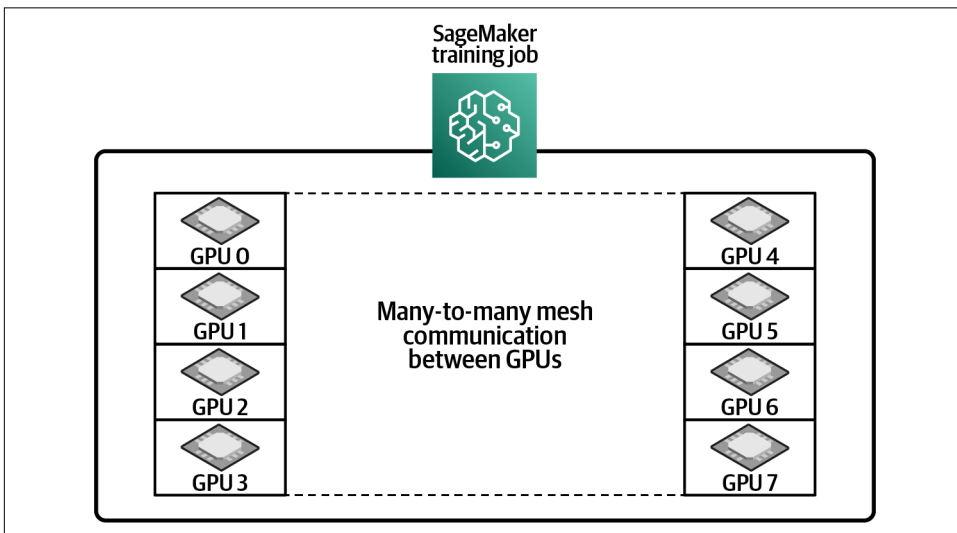 SageMaker
training job
GPU 0
GPU 1
GPU 2
GPU 3
Many-to-many mesh
communication
between GPUs
GPU 4
GPU 5
GPU 6
GPU 7